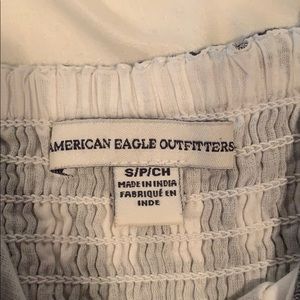 AMERICAN EAGLE OUTFITTERS
S/P/CH
MADE IN INDIA
FABRIQUÉ EN
INDE